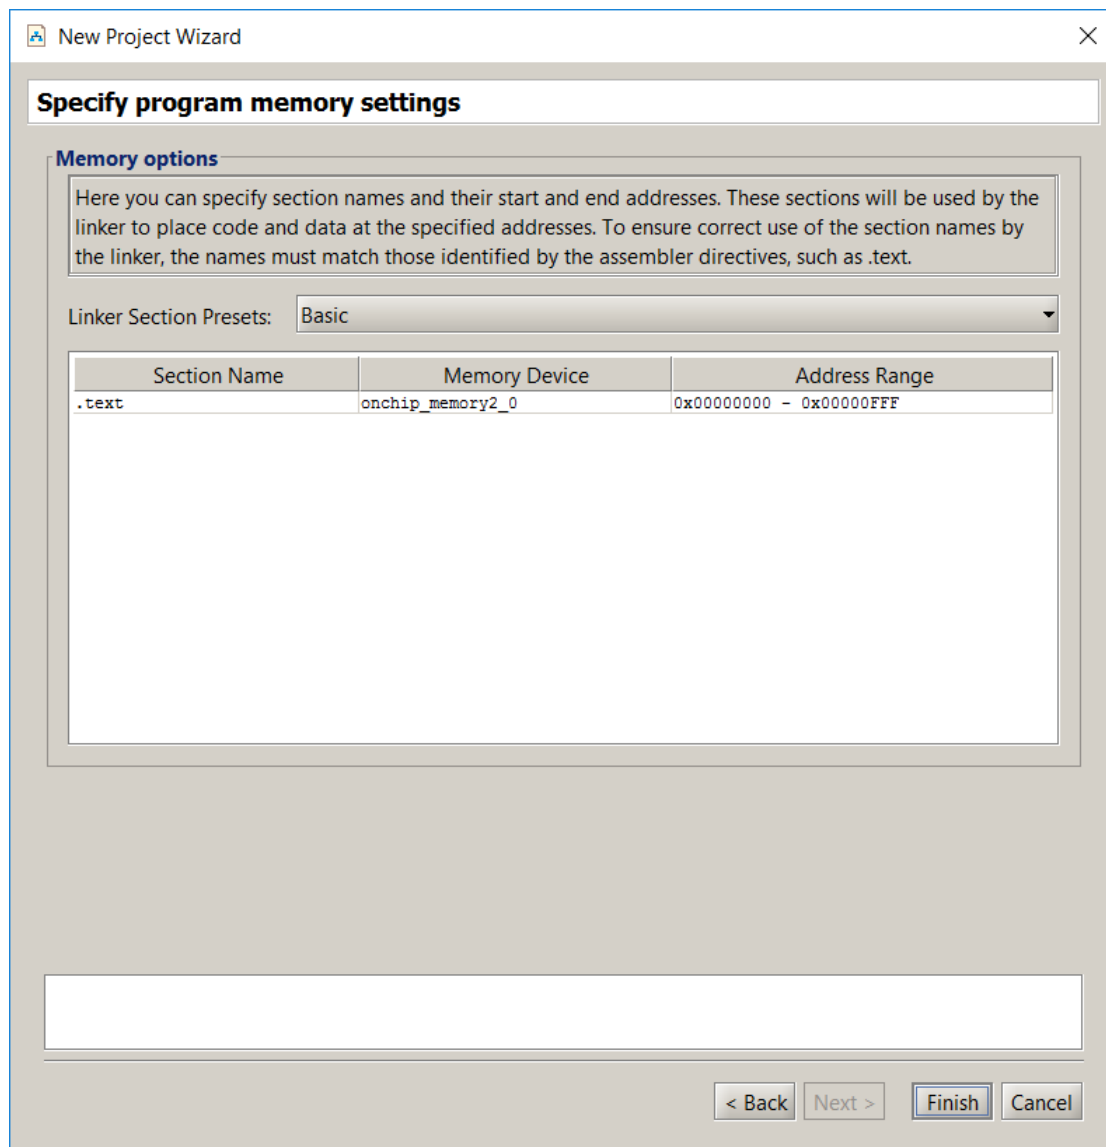 New Project Wizard
Specify program memory settings
Memory options
Here you can specify section names and their start and end addresses. These sections will be used by the
linker to place code and data at the specified addresses. To ensure correct use of the section names by
the linker, the names must match those identified by the assembler directives, such as .text.
Linker Section Presets: Basic
Section Name Memory Device Address Range
.text onchip_memory2_0 0x00000000 - 0x00000FFF
< Back Next > Finish Cancel